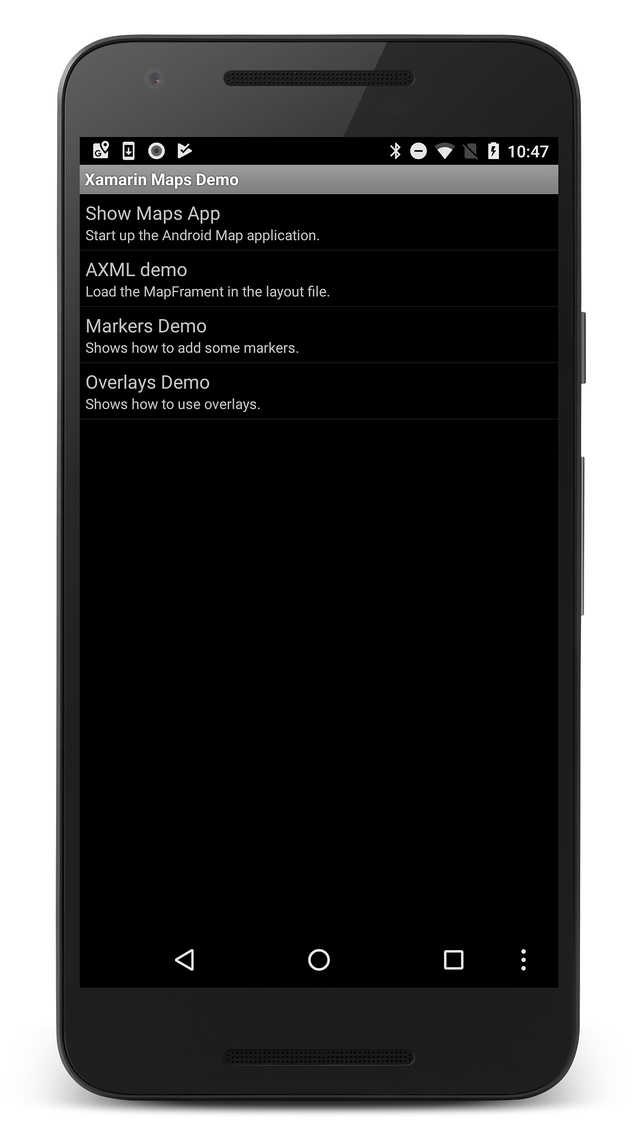 10:47
Xamarin Maps Demo
Show Maps App
Start up the Android Map application.
AXML demo
Load the MapFrament in the layout file.
Markers Demo
Shows how to add some markers.
Overlays Demo
Shows how to use overlays.